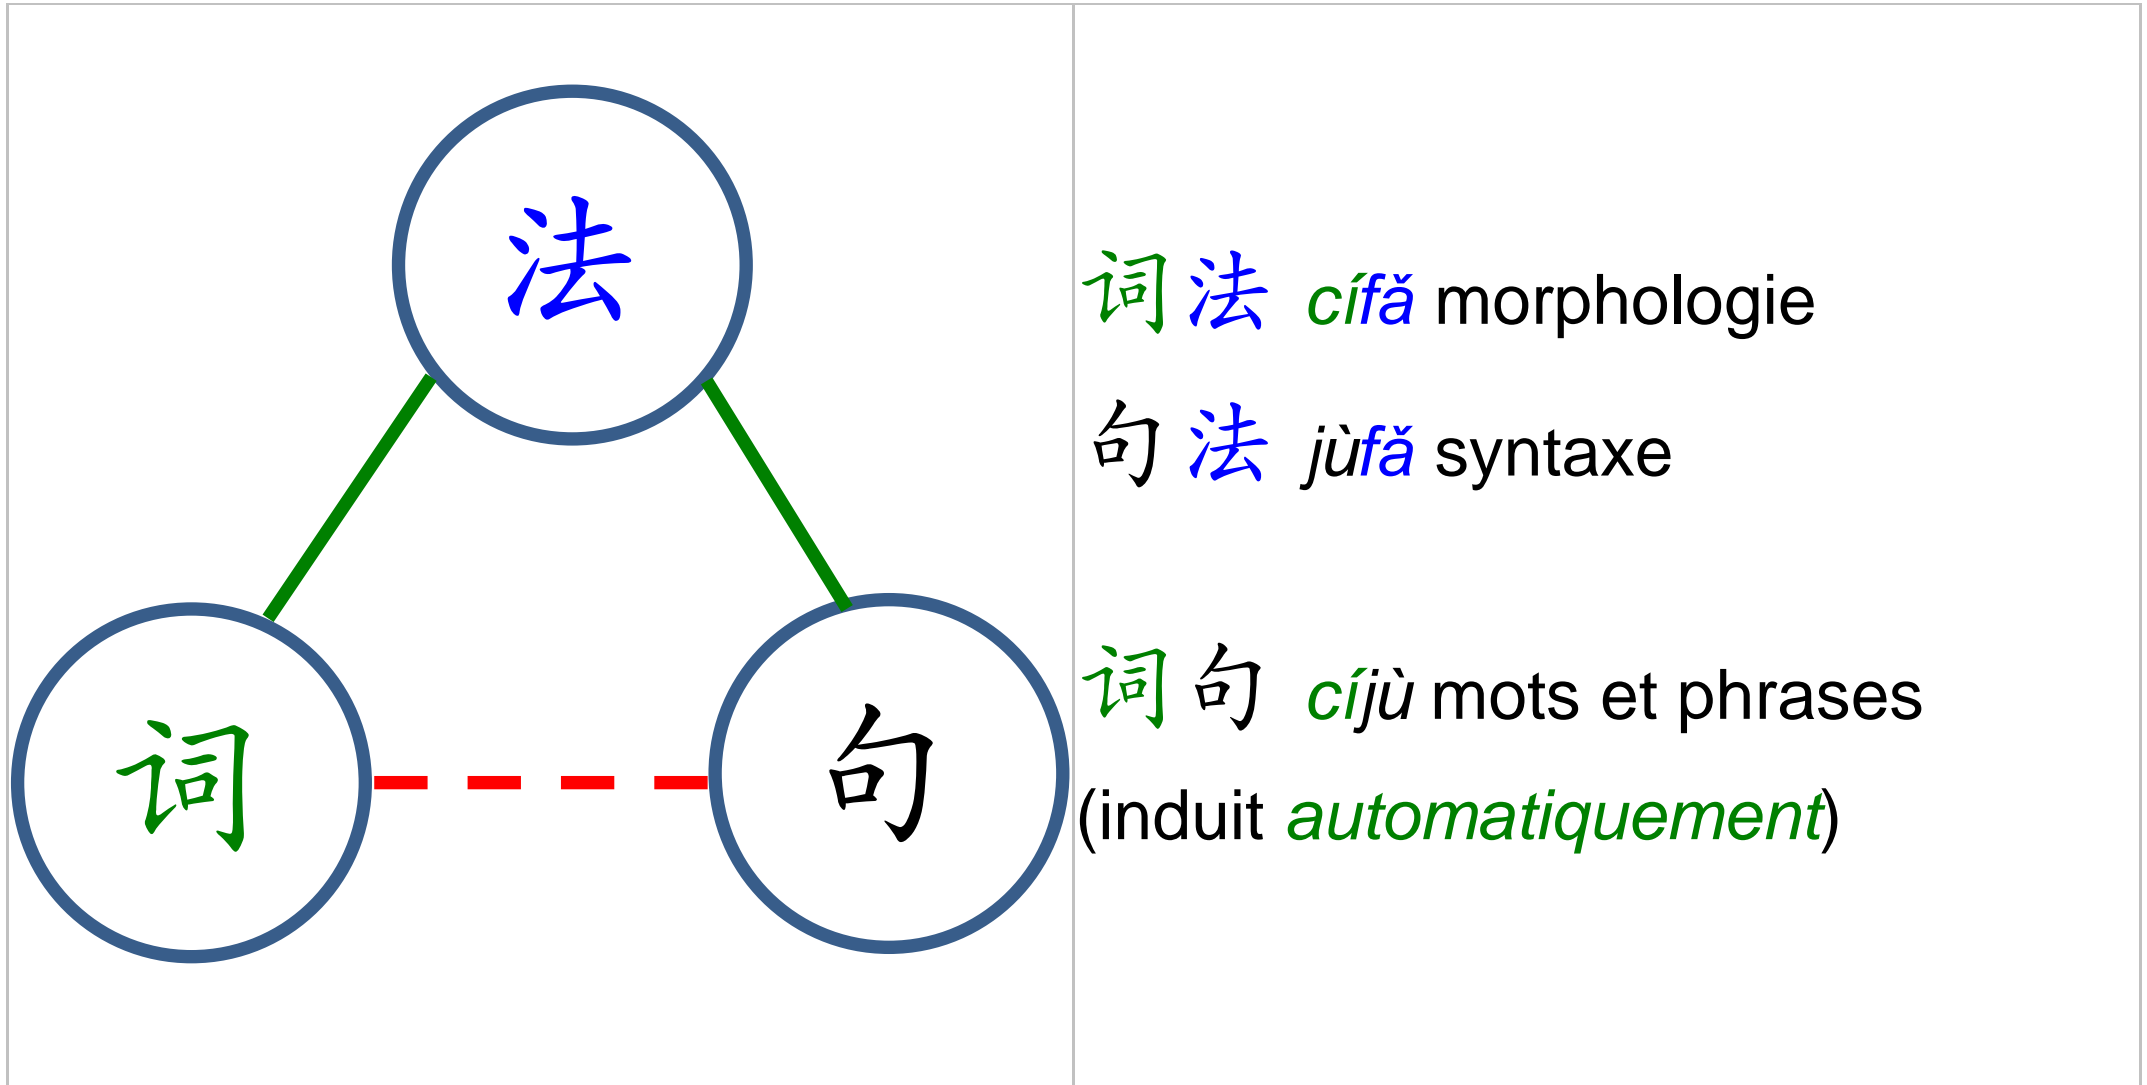 法
词
句
词法 cífǎ morphologie
句法 jùfǎ syntaxe
词句 cíjù mots et phrases
(induit automatiquement)